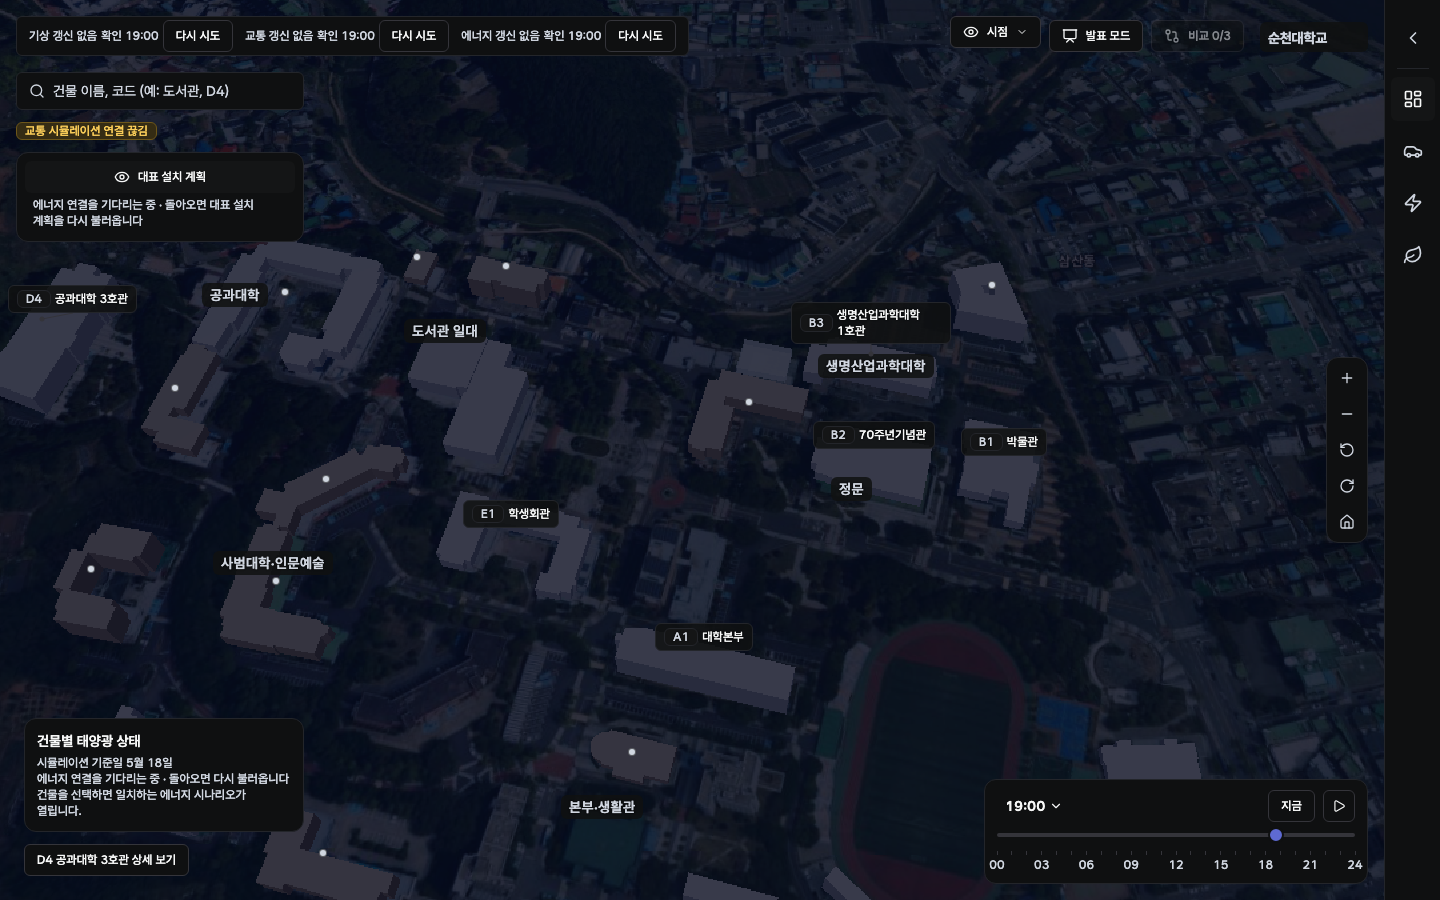 기상 갱신 없음 확인 19:00 다시 시도 교통 갱신 없음 확인 19:00 다시 시도 에너지 갱신 없음 확인 19:00 다시 시도
시점 발표 모드 비교 0/3 순천대학교
건물 이름, 코드 (예: 도서관, D4)
교통 시뮬레이션 연결 끊김
대표 설치 계획
에너지 연결을 기다리는 중 · 돌아오면 대표 설치
계획을 다시 불러옵니다
삼산동
D4 공과대학 3호관
공과대학
도서관 일대
B3 생명산업과학대학
1호관
생명산업과학대학
B2 70주년기념관
B1 박물관
정문
E1 학생회관
사범대학·인문예술
A1 대학본부
본부·생활관
건물별 태양광 상태
시뮬레이션 기준일 5월 18일
에너지 연결을 기다리는 중 · 돌아오면 다시 불러옵니다
건물을 선택하면 일치하는 에너지 시나리오가
열립니다.
D4 공과대학 3호관 상세 보기
19:00 지금
00 03 06 09 12 15 18 21 24